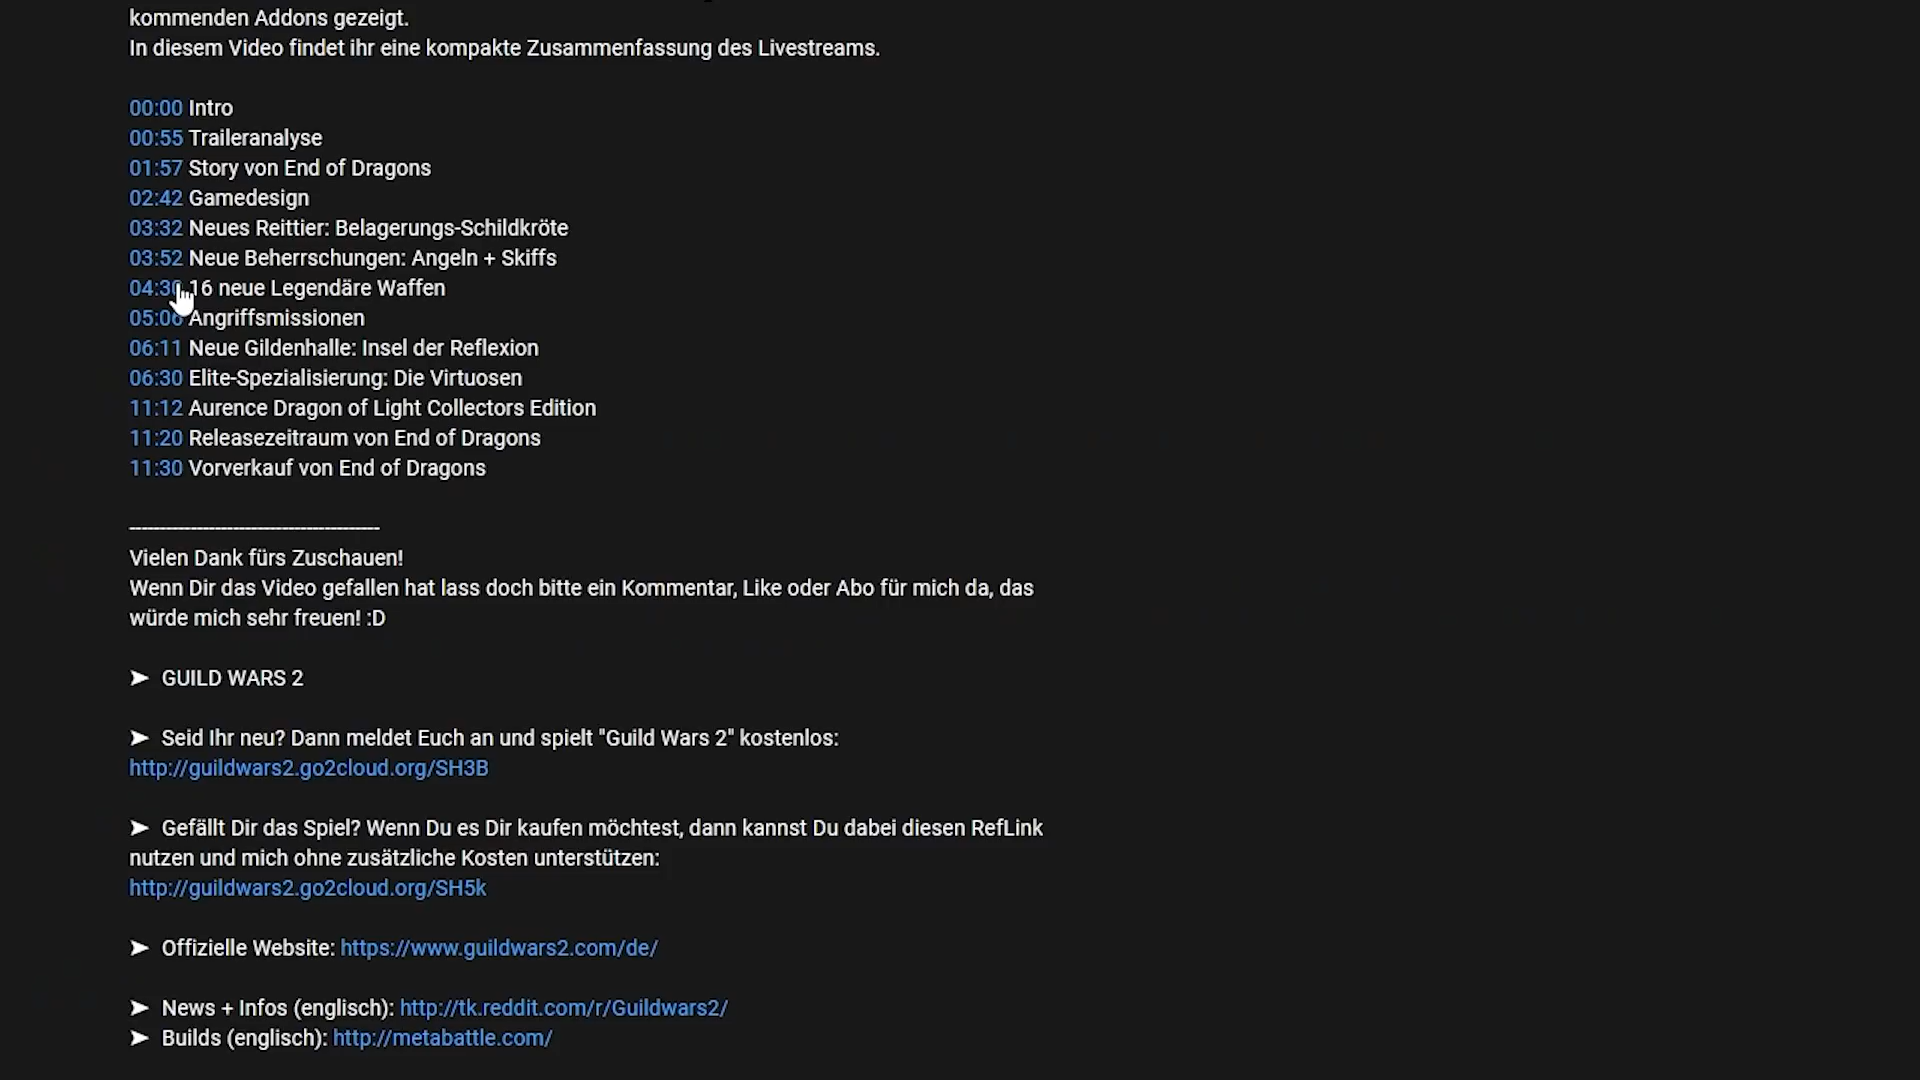 kommenden Addons gezeigt.
In diesem Video findet ihr eine kompakte Zusammenfassung des Livestreams.
00:00 Intro
00:55 Traileranalyse
01:57 Story von End of Dragons
02:42 Gamedesign
03:32 Neues Reittier: Belagerungs-Schildkröte
03:52 Neue Beherrschungen: Angeln + Skiffs
04:30 16 neue Legendäre Waffen
05:06 Angriffsmissionen
06:11 Neue Gildenhalle: Insel der Reflexion
06:30 Elite-Spezialisierung: Die Virtuosen
11:12 Aurence Dragon of Light Collectors Edition
11:20 Releasezeitraum von End of Dragons
11:30 Vorverkauf von End of Dragons
----------------------------------------
Vielen Dank fürs Zuschauen!
Wenn Dir das Video gefallen hat lass doch bitte ein Kommentar, Like oder Abo für mich da, das
würde mich sehr freuen! :D
➤ GUILD WARS 2
➤ Seid Ihr neu? Dann meldet Euch an und spielt "Guild Wars 2" kostenlos:
http://guildwars2.go2cloud.org/SH3B
➤ Gefällt Dir das Spiel? Wenn Du es Dir kaufen möchtest, dann kannst Du dabei diesen RefLink
nutzen und mich ohne zusätzliche Kosten unterstützen:
http://guildwars2.go2cloud.org/SH5k
➤ Offizielle Website: https://www.guildwars2.com/de/
➤ News + Infos (englisch): http://tk.reddit.com/r/Guildwars2/
➤ Builds (englisch): http://metabattle.com/